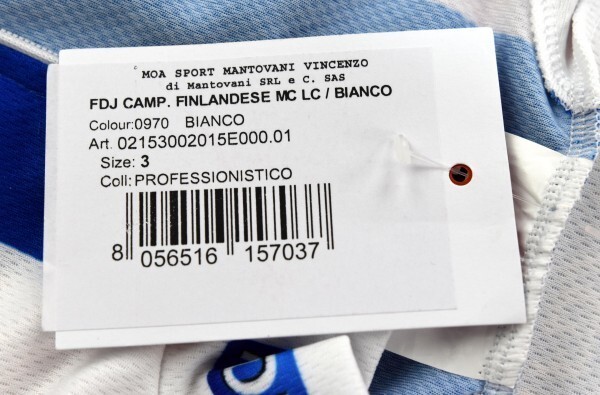 MOA SPORT MANTOVANI VINCENZO
di Mantovani SRL e C. SAS
FDJ CAMP. FINLANDESE MC LC / BIANCO
Colour:0970 BIANCO
Art. 02153002015E000.01
Size: 3
Coll: PROFESSIONISTICO
8 056516 157037